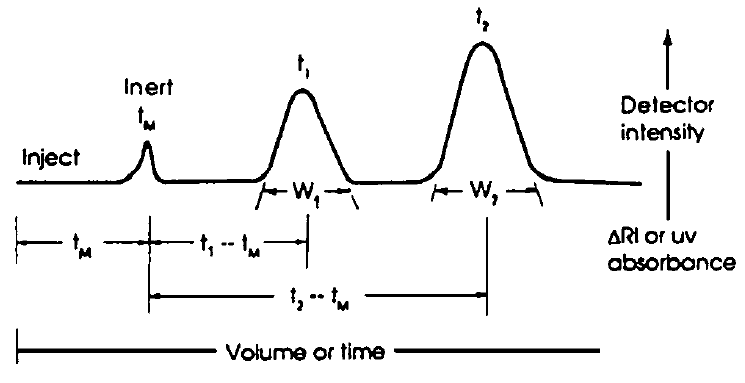 t₂
t₁
Inert
tM
Detector
intensity
Inject
W₁
W₂
tM
t₁ -- tM
ΔRI or uv
absorbance
t₂ -- tM
Volume or time